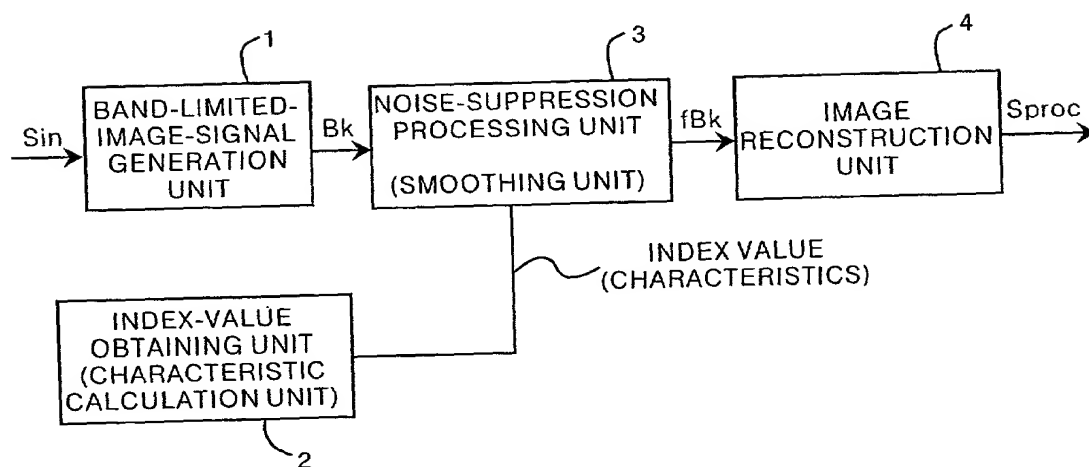 1
3
4
Sin
BAND-LIMITED-
IMAGE-SIGNAL
GENERATION
UNIT
Bk
NOISE-SUPPRESSION
PROCESSING UNIT
(SMOOTHING UNIT)
fBk
IMAGE
RECONSTRUCTION
UNIT
Sproc
INDEX VALUE
(CHARACTERISTICS)
INDEX-VALUE
OBTAINING UNIT
(CHARACTERISTIC
CALCULATION UNIT)
2